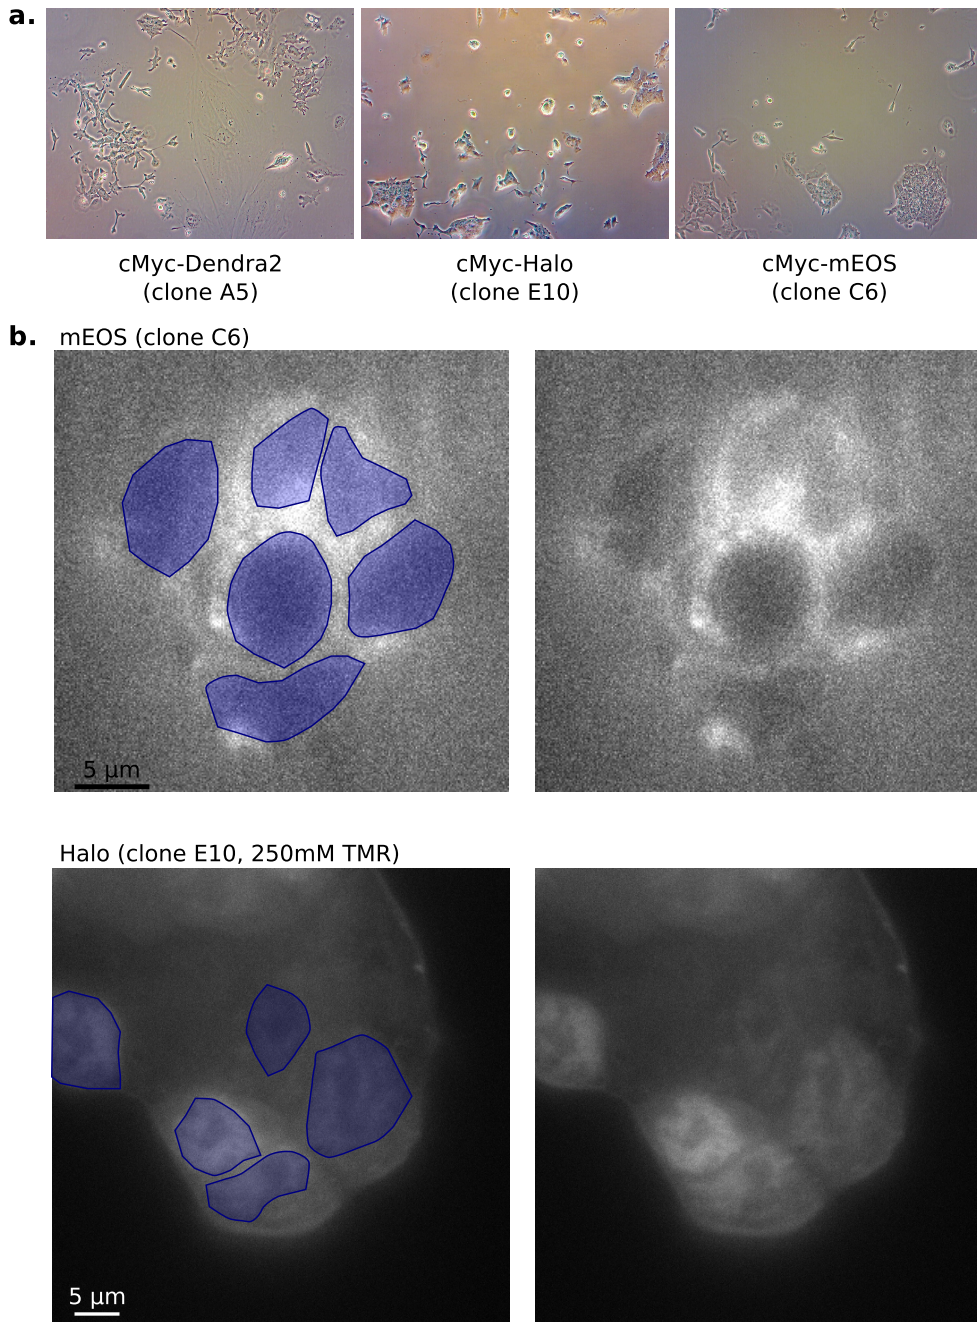 a.
cMyc-Dendra2
(clone A5)
cMyc-Halo
(clone E10)
cMyc-mEOS
(clone C6)
b.
mEOS (clone C6)
5 μm
Halo (clone E10, 250mM TMR)
5 μm